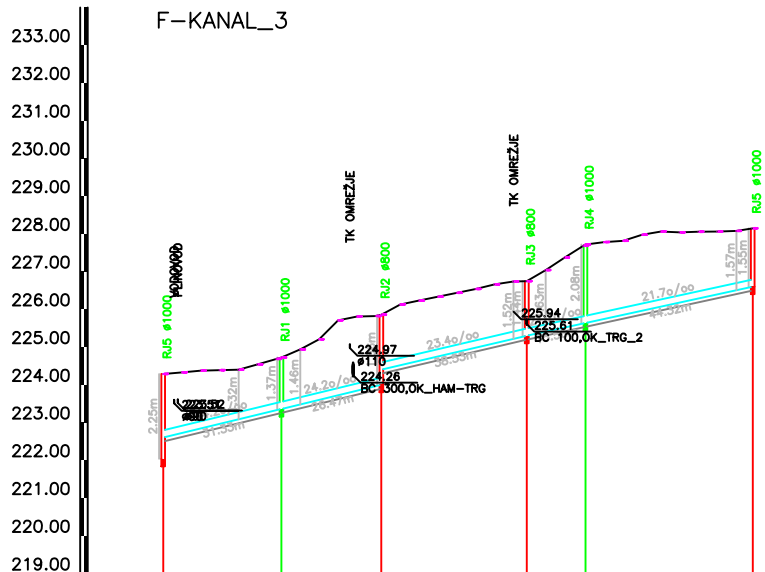 F-KANAL_3
233.00
232.00
231.00
230.00
229.00
228.00
227.00
226.00
225.00
224.00
223.00
222.00
221.00
220.00
219.00
RJ5 ø1000
RJ1 ø1000
TK OMREŽJE
RJ2 ø800
TK OMREŽJE
RJ3 ø800
RJ4 ø1000
RJ5 ø1000
2.25m
1.37m
1.46m
24.2o/oo
26.47m
224.97
ø110
224.26
BC 300,OK_HAM-TRG
23.4o/oo
38.55m
1.52m
225.94
225.61
BC 100,OK_TRG_2
2.08m
21.7o/oo
44.52m
1.57m
1.55m